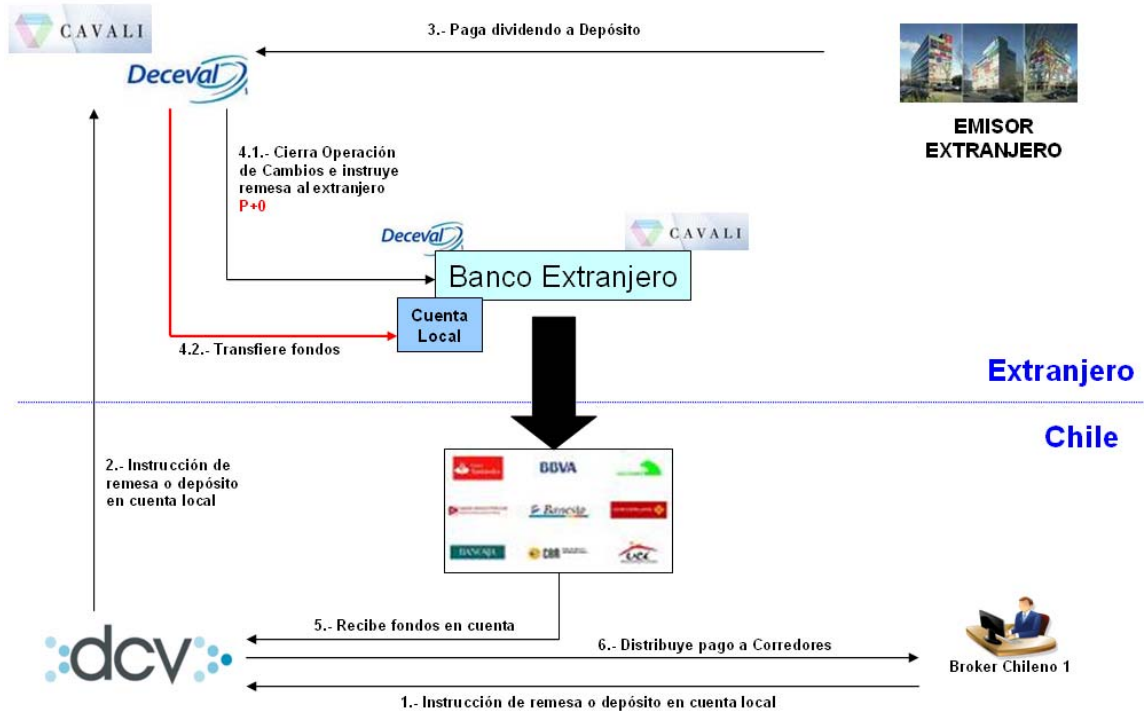 CAVALI
Deceval
3.- Paga dividendo a Depósito
EMISOR
EXTRANJERO
4.1.- Cierra Operación
de Cambios e instruye
remesa al extranjero
P+0
Deceval
CAVALI
Banco Extranjero
Cuenta
Local
4.2.- Transfiere fondos
Extranjero
Chile
2.- Instrucción de
remesa o depósito
en cuenta local
Santander
BBVA
Banesto
BANCAJA
5.- Recibe fondos en cuenta
dcv
6.- Distribuye pago a Corredores
Broker Chileno 1
1.- Instrucción de remesa o depósito en cuenta local